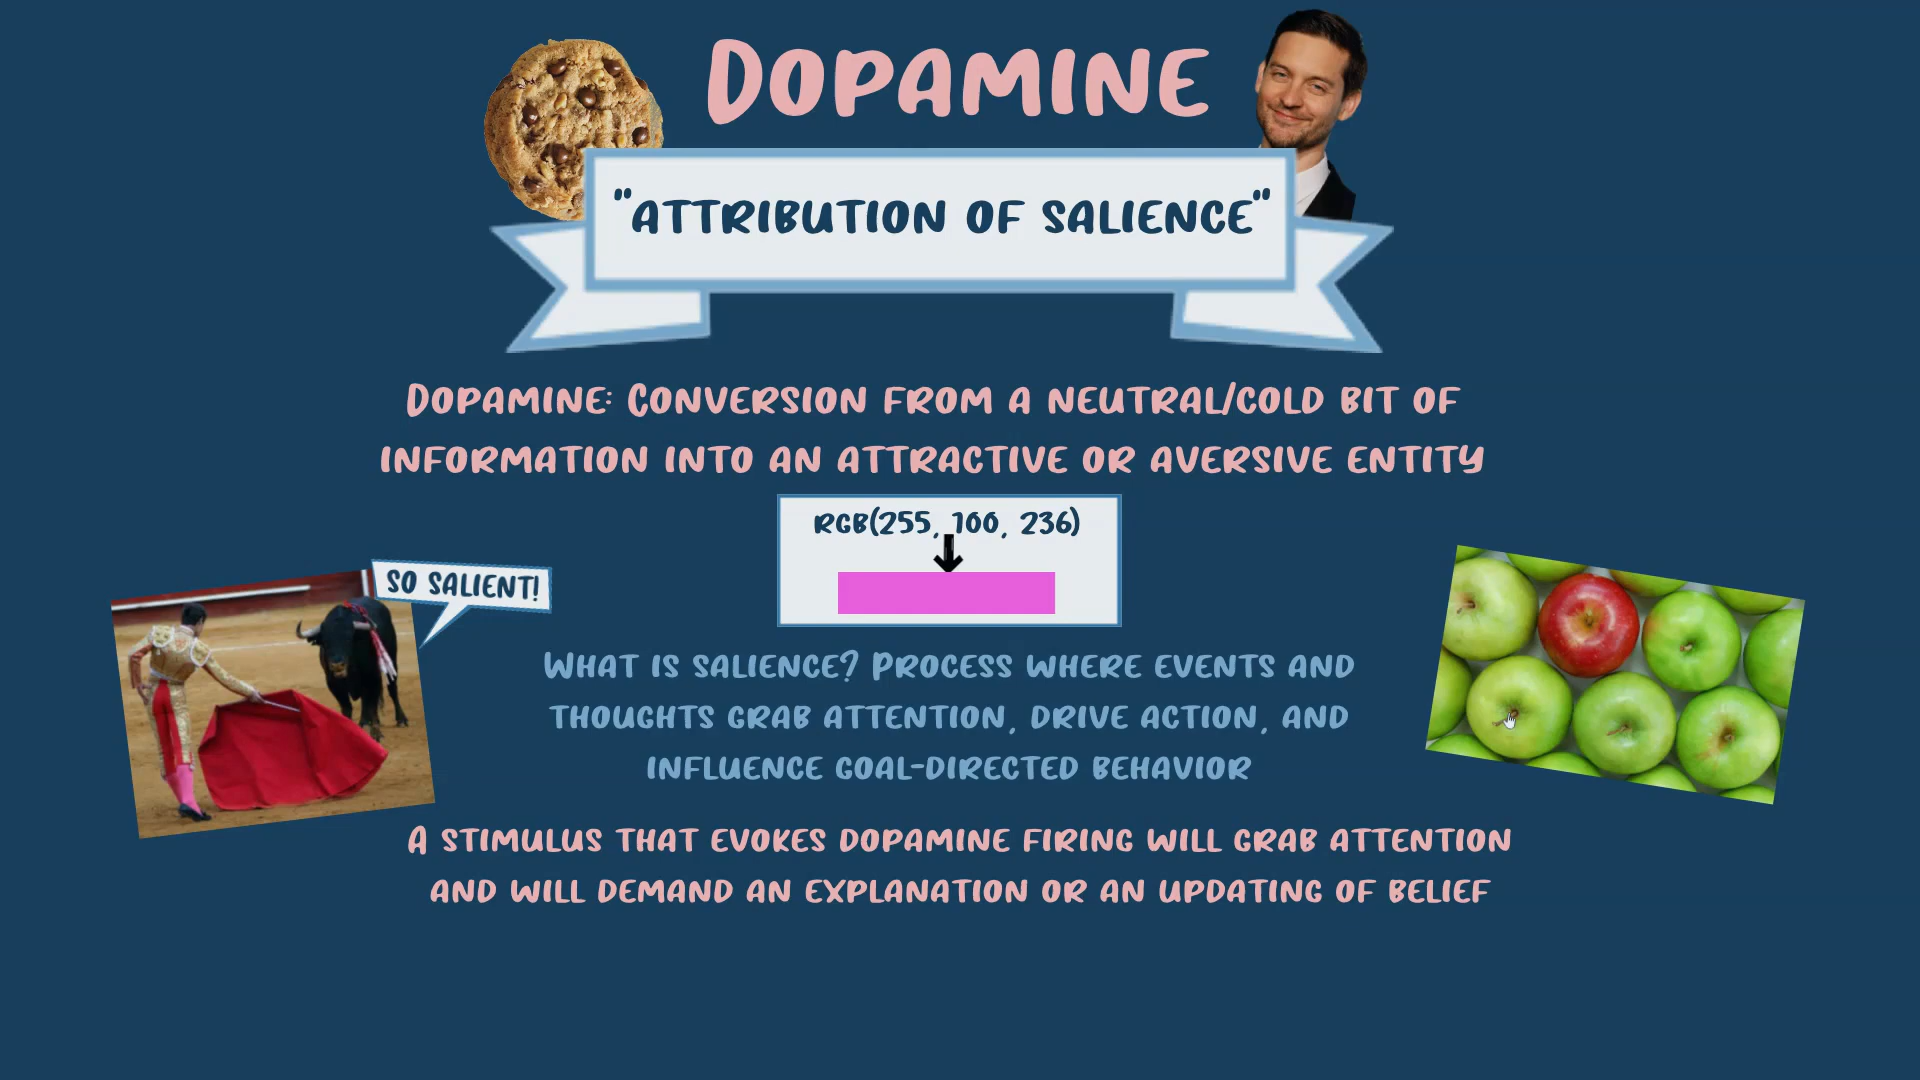 DOPAMINE
"ATTRIBUTION OF SALIENCE"
DOPAMINE: CONVERSION FROM A NEUTRAL/COLD BIT OF
INFORMATION INTO AN ATTRACTIVE OR AVERSIVE ENTITY
RGB(255, 100, 236)
SO SALIENT!
WHAT IS SALIENCE? PROCESS WHERE EVENTS AND
THOUGHTS GRAB ATTENTION, DRIVE ACTION, AND
INFLUENCE GOAL-DIRECTED BEHAVIOR
A STIMULUS THAT EVOKES DOPAMINE FIRING WILL GRAB ATTENTION
AND WILL DEMAND AN EXPLANATION OR AN UPDATING OF BELIEF